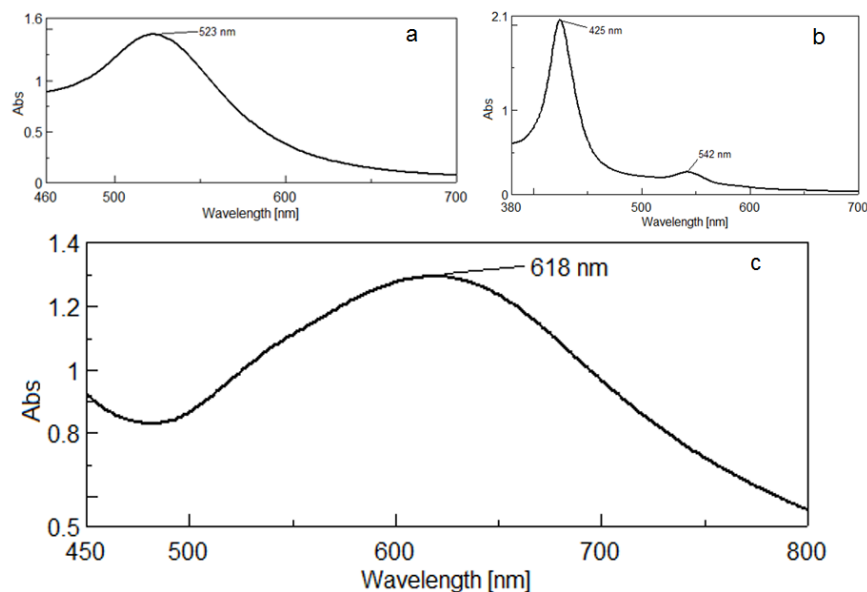 1.6
1
0.5
0
Abs
523 nm
a
460
500
600
700
Wavelength [nm]
2.1
1
0
Abs
425 nm
542 nm
b
380
500
600
700
Wavelength [nm]
1.4
1.2
1
0.8
0.5
Abs
618 nm
c
450
500
600
700
800
Wavelength [nm]